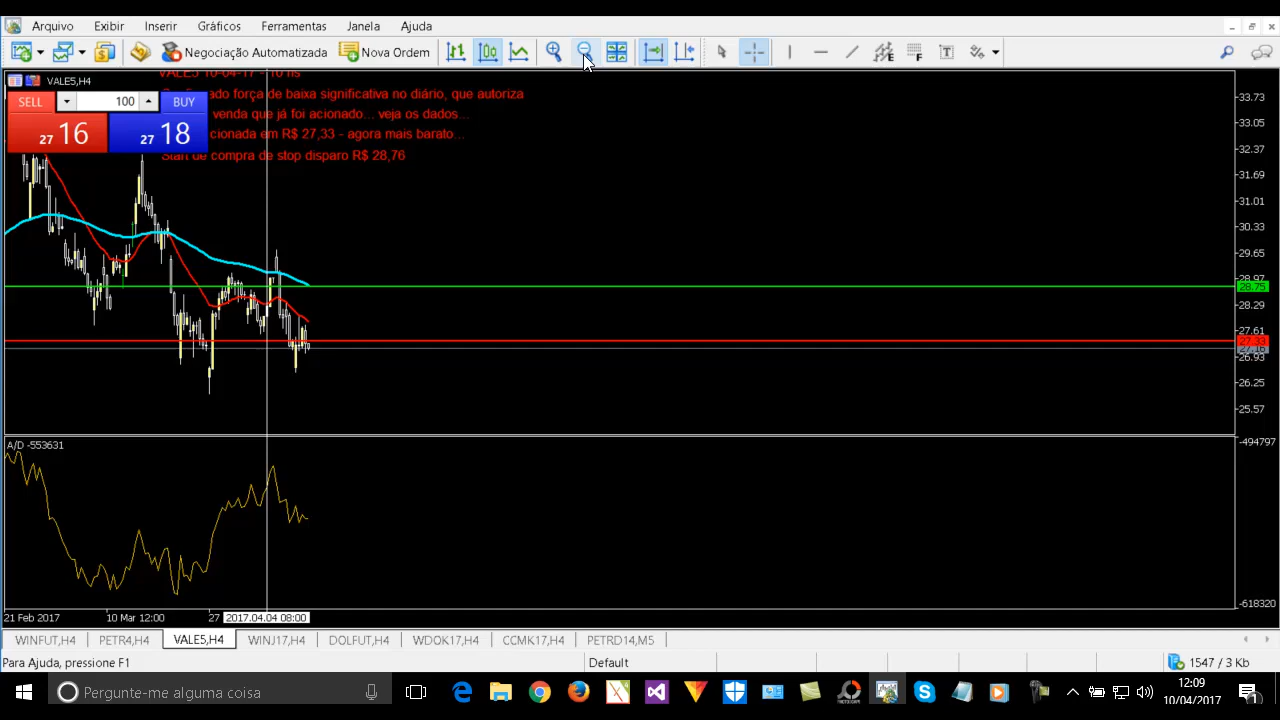 Arquivo Exibir Inserir Gráficos Ferramentas Janela Ajuda
Negociação Automatizada Nova Ordem
VALE5,H4
VALE5 10-04-17 - 10 hs
SELL 100 BUY
27 16 27 18
ado força de baixa significativa no diário, que autoriza
venda que já foi acionado... veja os dados...
cionada em R$ 27,33 - agora mais barato...
Start de compra de stop disparo R$ 28,76
33.73
33.05
32.37
31.69
31.01
30.33
29.65
28.97
28.75
28.29
27.61
27.33
27.16
26.93
26.25
25.57
A/D -553631
-494797
-518320
21 Feb 2017 10 Mar 12:00 27 2017.04.04 08:00
WINFUT,H4 PETR4,H4 VALE5,H4 WINJ17,H4 DOLFUT,H4 WDOK17,H4 CCMK17,H4 PETRD14,M5
Para Ajuda, pressione F1 Default 1547 / 3 Kb
Pergunte-me alguma coisa
12:09
10/04/2017